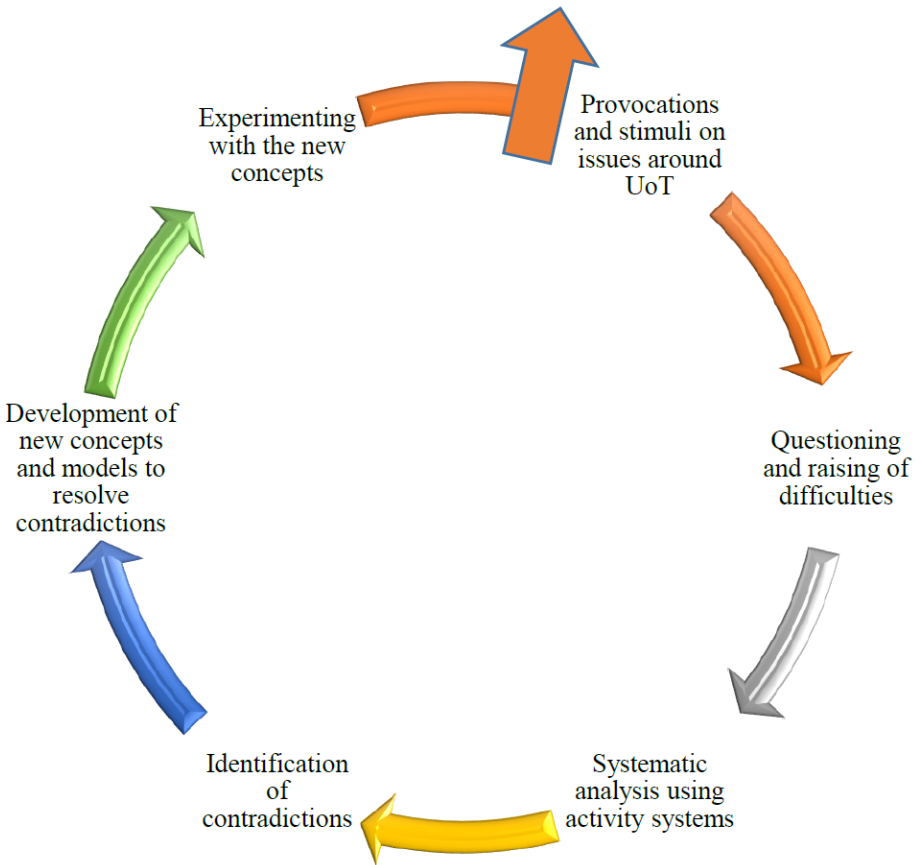 Provocations
and stimuli on
issues around
UoT
Questioning
and raising of
difficulties
Systematic
analysis using
activity systems
Identification
of
contradictions
Development of
new concepts
and models to
resolve
contradictions
Experimenting
with the new
concepts